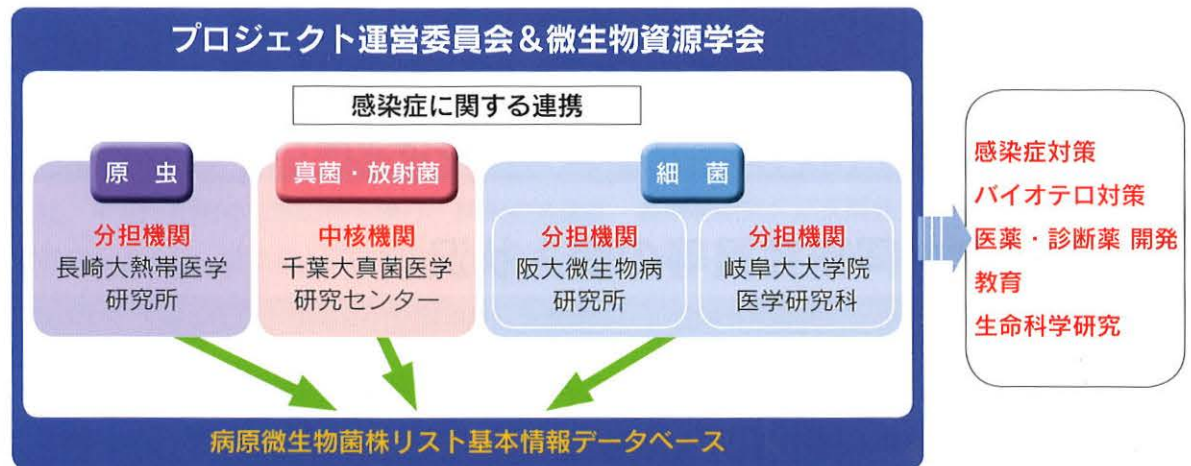 プロジェクト運営委員会&微生物資源学会
感染症に関する連携
原 虫
分担機関
長崎大熱帯医学
研究所
真菌・放射菌
中核機関
千葉大真菌医学
研究センター
細 菌
分担機関
阪大微生物病
研究所
分担機関
岐阜大大学院
医学研究科
病原微生物菌株リスト基本情報データベース
感染症対策
バイオテロ対策
医薬・診断薬 開発
教育
生命科学研究